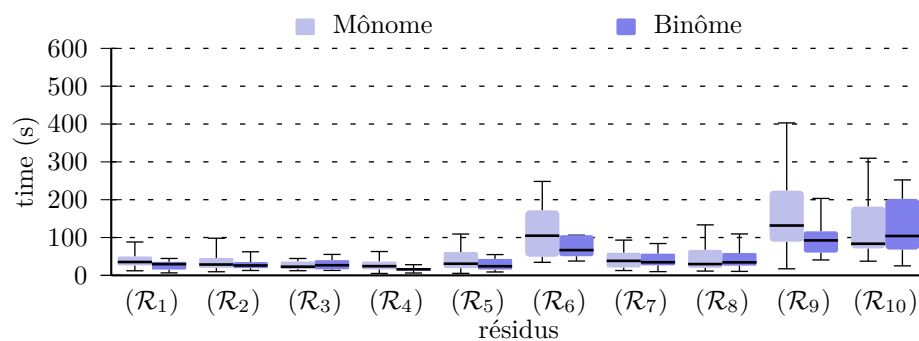 Mônome Binôme
600
500
400
300
200
100
0
time (s)
(ℛ₁) (ℛ₂) (ℛ₃) (ℛ₄) (ℛ₅) (ℛ₆) (ℛ₇) (ℛ₈) (ℛ₉) (ℛ₁₀)
résidus